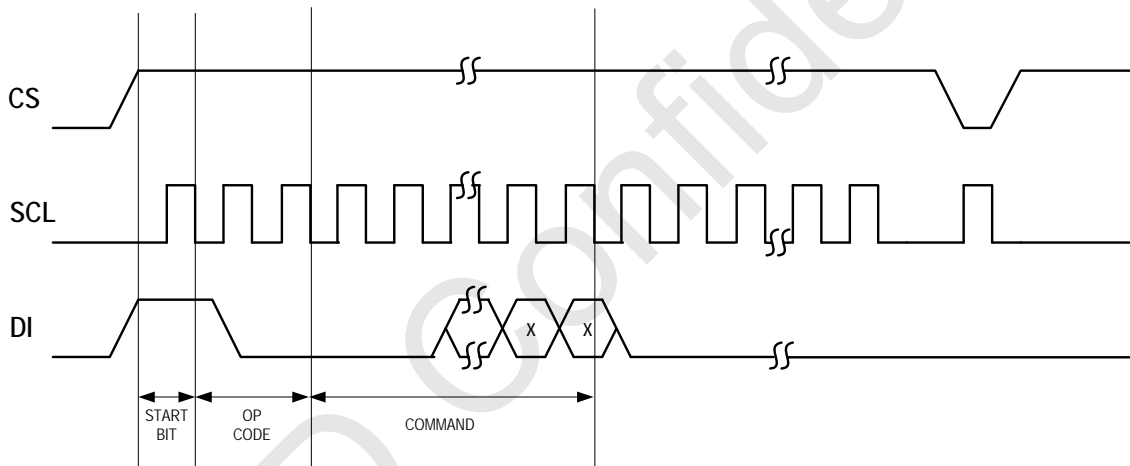 CS
SCL
DI
X X
START
BIT
OP
CODE
COMMAND